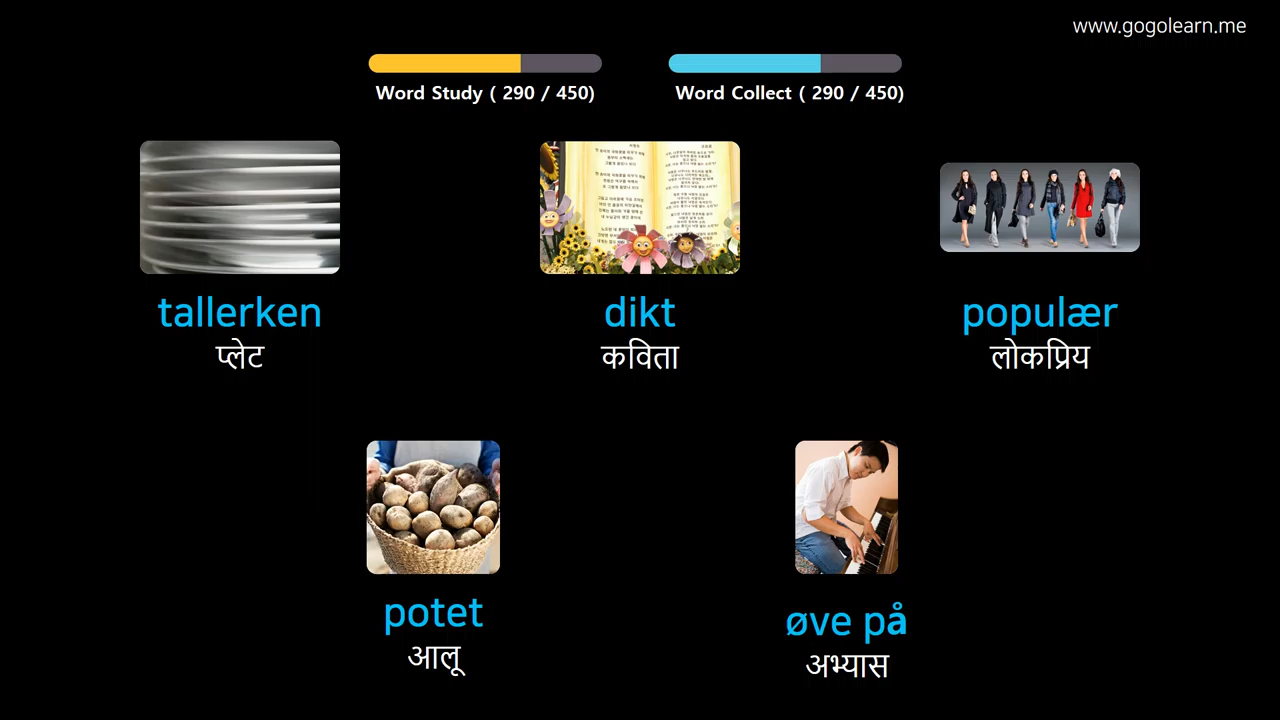 www.gogolearn.me
Word Study ( 290 / 450)
Word Collect ( 290 / 450)
tallerken
प्लेट
dikt
कविता
populær
लोकप्रिय
potet
आलू
øve på
अभ्यास